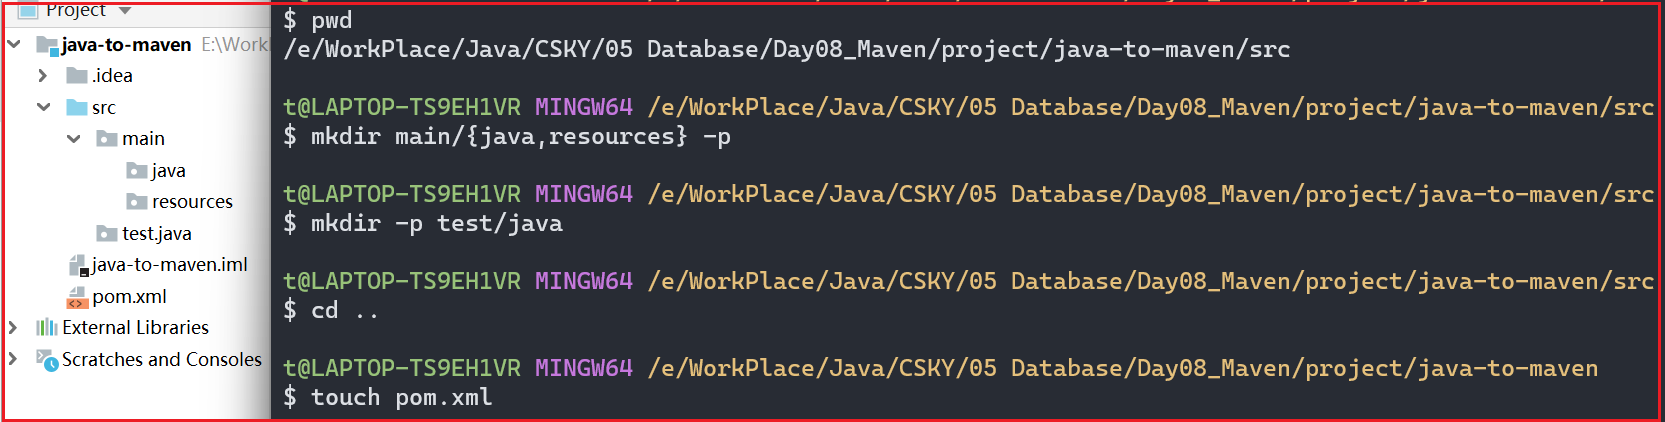 Project
java-to-maven E:\Work
.idea
src
main
java
resources
test.java
java-to-maven.iml
pom.xml
External Libraries
Scratches and Consoles
$ pwd
/e/WorkPlace/Java/CSKY/05 Database/Day08_Maven/project/java-to-maven/src
t@LAPTOP-TS9EH1VR MINGW64 /e/WorkPlace/Java/CSKY/05 Database/Day08_Maven/project/java-to-maven/src
$ mkdir main/{java,resources} -p
t@LAPTOP-TS9EH1VR MINGW64 /e/WorkPlace/Java/CSKY/05 Database/Day08_Maven/project/java-to-maven/src
$ mkdir -p test/java
t@LAPTOP-TS9EH1VR MINGW64 /e/WorkPlace/Java/CSKY/05 Database/Day08_Maven/project/java-to-maven/src
$ cd ..
t@LAPTOP-TS9EH1VR MINGW64 /e/WorkPlace/Java/CSKY/05 Database/Day08_Maven/project/java-to-maven
$ touch pom.xml